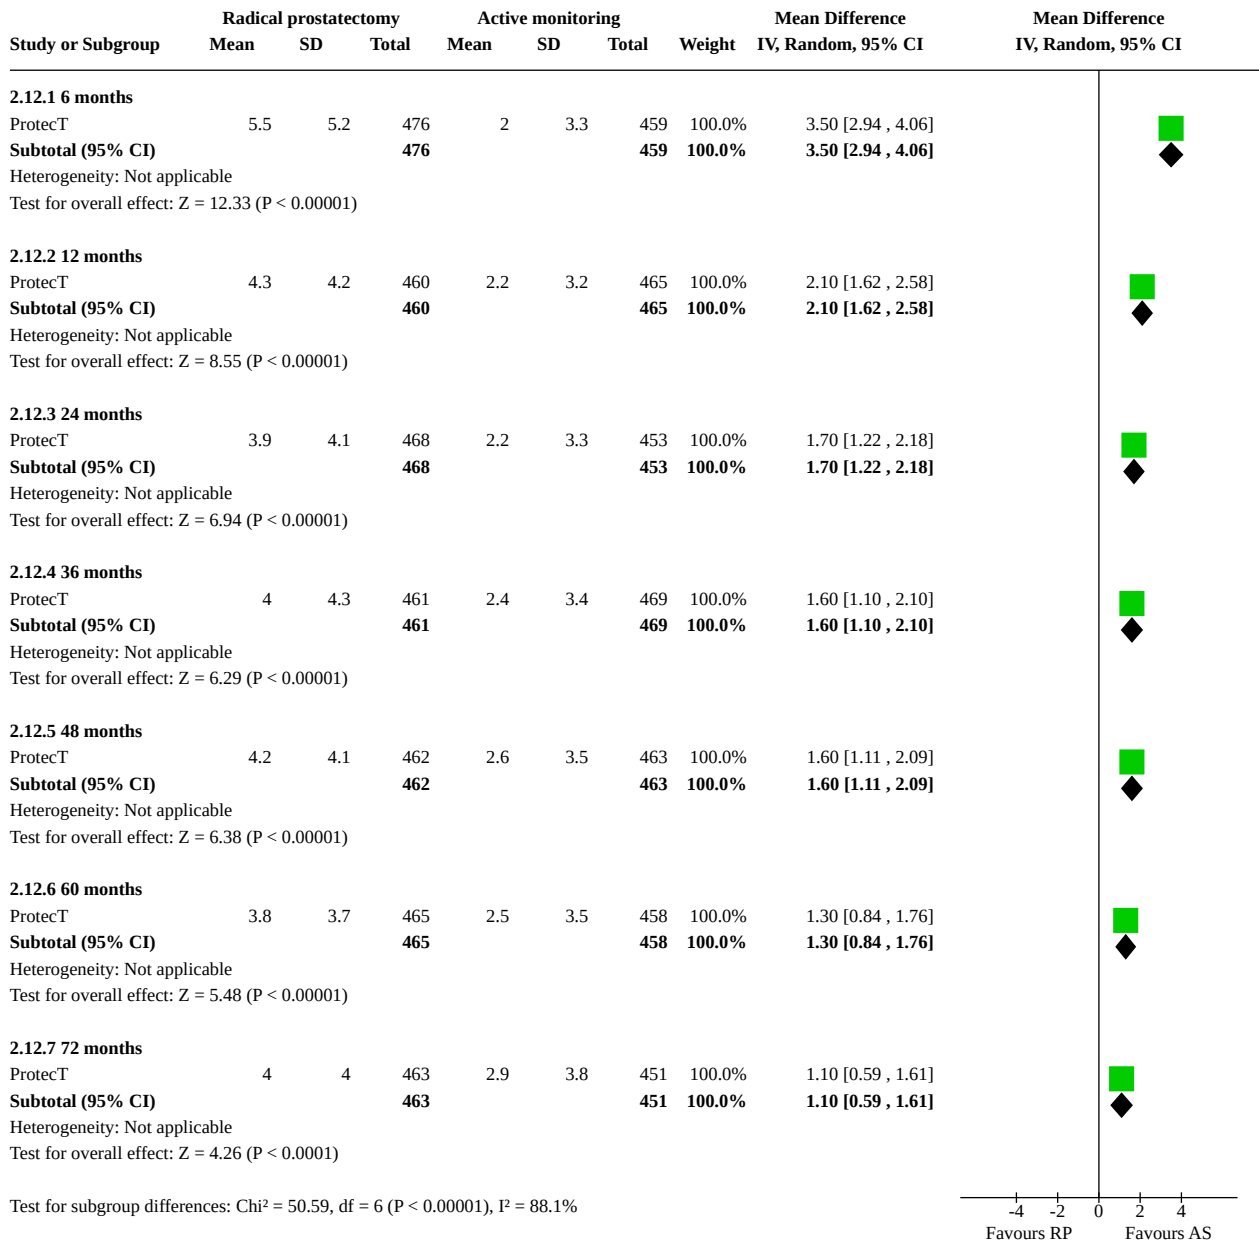 Radical prostatectomy Active monitoring Mean Difference Mean Difference
Study or Subgroup Mean SD Total Mean SD Total Weight IV, Random, 95% CI IV, Random, 95% CI
2.12.1 6 months
ProtecT 5.5 5.2 476 2 3.3 459 100.0% 3.50 [2.94 , 4.06]
Subtotal (95% CI) 476 459 100.0% 3.50 [2.94 , 4.06]
Heterogeneity: Not applicable
Test for overall effect: Z = 12.33 (P < 0.00001)
2.12.2 12 months
ProtecT 4.3 4.2 460 2.2 3.2 465 100.0% 2.10 [1.62 , 2.58]
Subtotal (95% CI) 460 465 100.0% 2.10 [1.62 , 2.58]
Heterogeneity: Not applicable
Test for overall effect: Z = 8.55 (P < 0.00001)
2.12.3 24 months
ProtecT 3.9 4.1 468 2.2 3.3 453 100.0% 1.70 [1.22 , 2.18]
Subtotal (95% CI) 468 453 100.0% 1.70 [1.22 , 2.18]
Heterogeneity: Not applicable
Test for overall effect: Z = 6.94 (P < 0.00001)
2.12.4 36 months
ProtecT 4 4.3 461 2.4 3.4 469 100.0% 1.60 [1.10 , 2.10]
Subtotal (95% CI) 461 469 100.0% 1.60 [1.10 , 2.10]
Heterogeneity: Not applicable
Test for overall effect: Z = 6.29 (P < 0.00001)
2.12.5 48 months
ProtecT 4.2 4.1 462 2.6 3.5 463 100.0% 1.60 [1.11 , 2.09]
Subtotal (95% CI) 462 463 100.0% 1.60 [1.11 , 2.09]
Heterogeneity: Not applicable
Test for overall effect: Z = 6.38 (P < 0.00001)
2.12.6 60 months
ProtecT 3.8 3.7 465 2.5 3.5 458 100.0% 1.30 [0.84 , 1.76]
Subtotal (95% CI) 465 458 100.0% 1.30 [0.84 , 1.76]
Heterogeneity: Not applicable
Test for overall effect: Z = 5.48 (P < 0.00001)
2.12.7 72 months
ProtecT 4 4 463 2.9 3.8 451 100.0% 1.10 [0.59 , 1.61]
Subtotal (95% CI) 463 451 100.0% 1.10 [0.59 , 1.61]
Heterogeneity: Not applicable
Test for overall effect: Z = 4.26 (P < 0.0001)
Test for subgroup differences: Chi² = 50.59, df = 6 (P < 0.00001), I² = 88.1%
-4 -2 0 2 4
Favours RP Favours AS